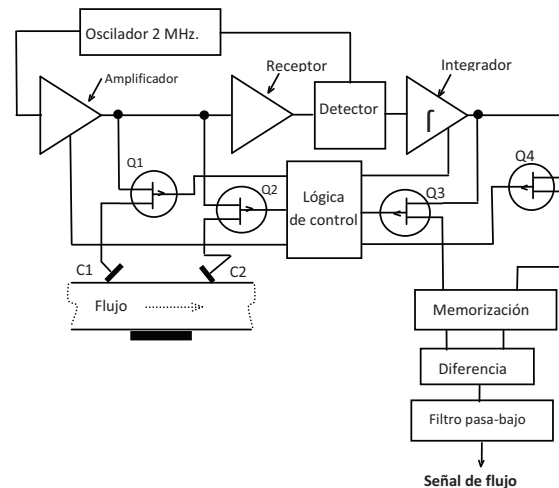 Oscilador 2 MHz.
Amplificador
Receptor
Integrador
Detector
Q1
Q2
Lógica
de control
Q3
Q4
C1
C2
Flujo
Memorización
Diferencia
Filtro pasa-bajo
Señal de flujo